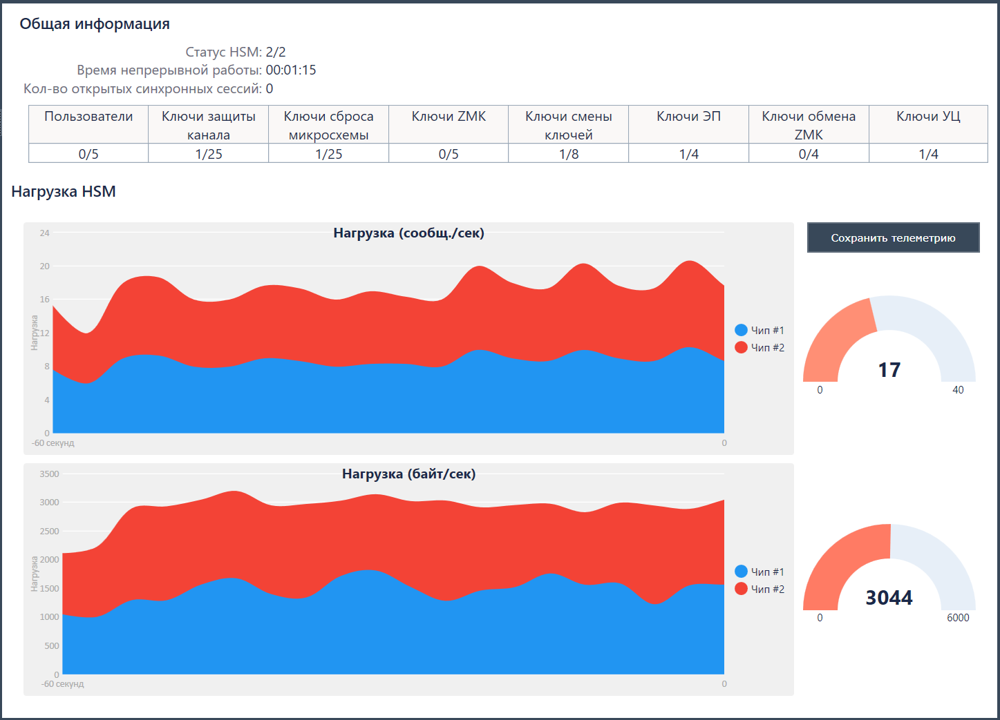 Общая информация
Статус HSM: 2/2
Время непрерывной работы: 00:01:15
Кол-во открытых синхронных сессий: 0
Пользователи
Ключи защиты
канала
Ключи сброса
микросхемы
Ключи ZMK
Ключи смены
ключей
Ключи ЭП
Ключи обмена
ZMK
Ключи УЦ
0/5 1/25 1/25 0/5 1/8 1/4 0/4 1/4
Нагрузка HSM
Нагрузка (сообщ./сек)
24
20
16
12
8
4
0
Нагрузка
-60 секунд 0
Чип #1
Чип #2
Сохранить телеметрию
17
0 40
Нагрузка (байт/сек)
3500
3000
2500
2000
1500
1000
500
0
Нагрузка
-60 секунд 0
Чип #1
Чип #2
3044
0 6000